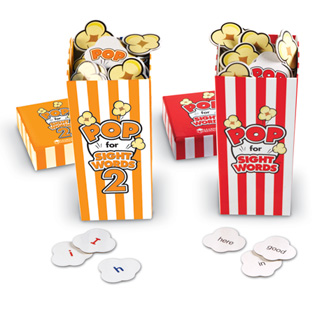 POP
for
SIGHT
WORDS
2
POP
for
SIGHT
WORDS
I
i
h
here
good
in